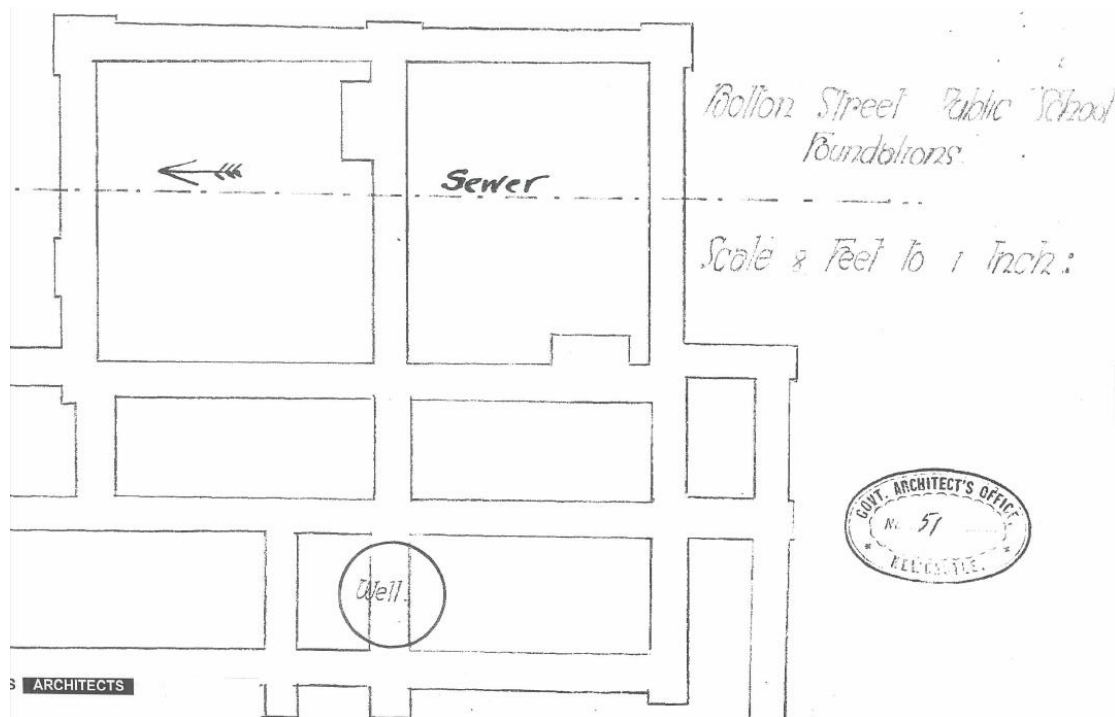 Bolton Street Public School
Foundations.
Sewer
Scale 8 Feet to 1 Inch:
GOVT. ARCHITECT'S OFFICE.
No. 51
NEWCASTLE.
Well.
S ARCHITECTS